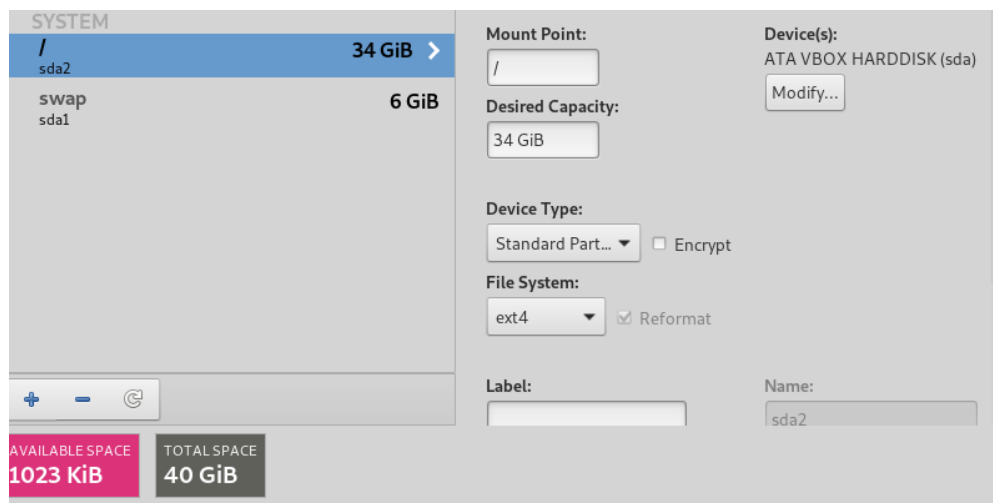 SYSTEM
/
34 GiB
sda2
swap
6 GiB
sda1
AVAILABLE SPACE
1023 KiB
TOTAL SPACE
40 GiB
Mount Point:
/
Desired Capacity:
34 GiB
Device(s):
ATA VBOX HARDDISK (sda)
Modify...
Device Type:
Standard Part...
Encrypt
File System:
ext4
Reformat
Label:
Name:
sda2